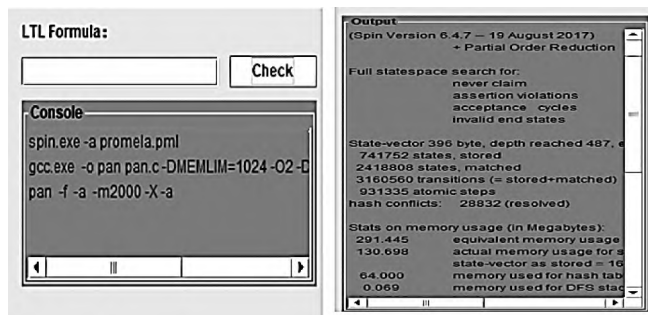 LTL Formula:
Check
Console
spin.exe -a promela.pml
gcc.exe -o pan pan.c -DMEMLIM=1024 -O2 -D
pan -f -a -m2000 -X -a
Output
(Spin Version 6.4.7 – 19 August 2017)
+ Partial Order Reduction
Full statespace search for:
never claim
assertion violations
acceptance cycles
invalid end states
State-vector 396 byte, depth reached 487, e
741752 states, stored
2418808 states, matched
3160560 transitions (= stored+matched)
931335 atomic steps
hash conflicts: 28832 (resolved)
Stats on memory usage (in Megabytes):
291.445 equivalent memory usage
130.698 actual memory usage for s
state-vector as stored = 16
64.000 memory used for hash tab
0.069 memory used for DFS stac